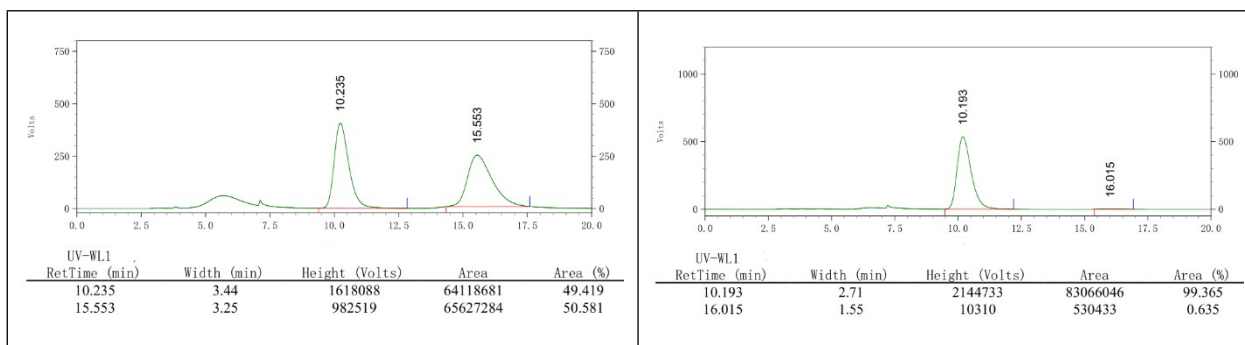 750
500
250
0
Volts
10.235
15.553
750
500
250
0
0.0 2.5 5.0 7.5 10.0 12.5 15.0 17.5 20.0
UV-WL1
RetTime (min) Width (min) Height (Volts) Area Area (%)
10.235 3.44 1618088 64118681 49.419
15.553 3.25 982519 65627284 50.581
1000
500
0
Volts
10.193
16.015
1000
500
0
0.0 2.5 5.0 7.5 10.0 12.5 15.0 17.5 20.0
UV-WL1
RetTime (min) Width (min) Height (Volts) Area Area (%)
10.193 2.71 2144733 83066046 99.365
16.015 1.55 10310 530433 0.635